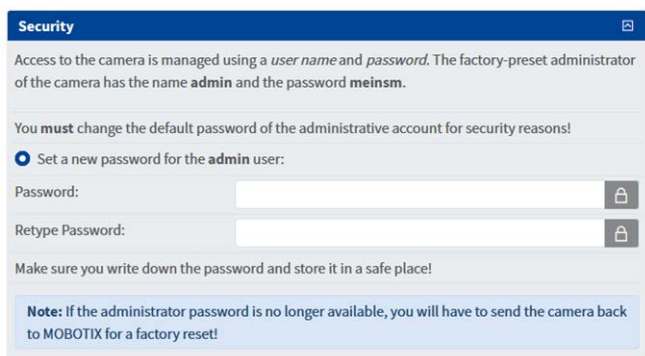 Security
Access to the camera is managed using a user name and password. The factory-preset administrator
of the camera has the name admin and the password meinsm.
You must change the default password of the administrative account for security reasons!
Set a new password for the admin user:
Password:
Retype Password:
Make sure you write down the password and store it in a safe place!
Note: If the administrator password is no longer available, you will have to send the camera back
to MOBOTIX for a factory reset!